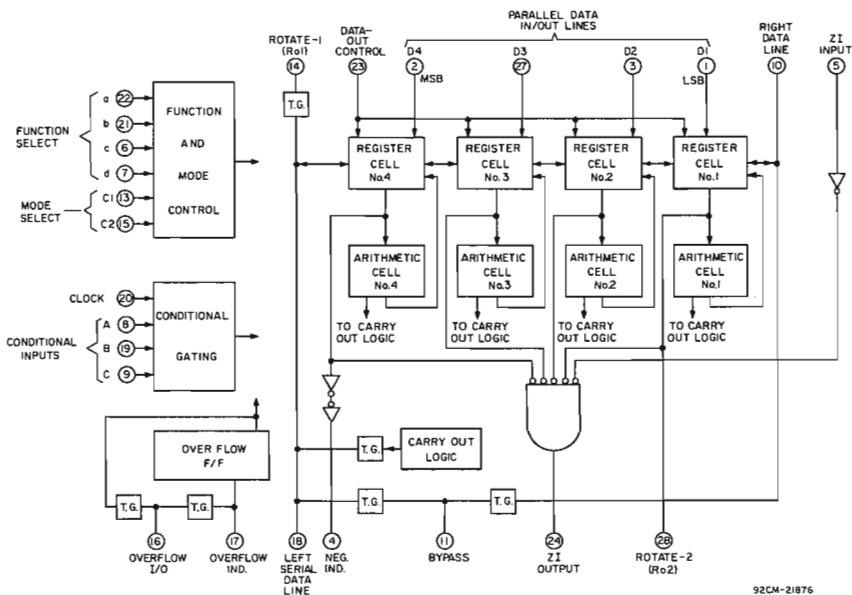 PARALLEL DATA
IN/OUT LINES
ROTATE-1
(Ro1)
14
DATA-
OUT
CONTROL
23
D4
2
MSB
D3
27
D2
3
D1
1
LSB
RIGHT
DATA
LINE
10
ZI
INPUT
5
T.G.
FUNCTION
SELECT
a 22
b 21
c 6
d 7
MODE
SELECT
C1 13
C2 15
FUNCTION
AND
MODE
CONTROL
REGISTER
CELL
No.4
REGISTER
CELL
No.3
REGISTER
CELL
No.2
REGISTER
CELL
No.1
ARITHMETIC
CELL
No.4
ARITHMETIC
CELL
No.3
ARITHMETIC
CELL
No.2
ARITHMETIC
CELL
No.1
TO CARRY
OUT LOGIC
TO CARRY
OUT LOGIC
TO CARRY
OUT LOGIC
TO CARRY
OUT LOGIC
CLOCK 20
CONDITIONAL
INPUTS
A 8
B 19
C 9
CONDITIONAL
GATING
OVER FLOW
F/F
T.G.
T.G.
T.G.
CARRY OUT
LOGIC
T.G.
T.G.
16
OVERFLOW
I/O
17
OVERFLOW
IND.
18
LEFT
SERIAL
DATA
LINE
4
NEG.
IND.
11
BYPASS
24
ZI
OUTPUT
28
ROTATE-2
(Ro2)
92CM-21876